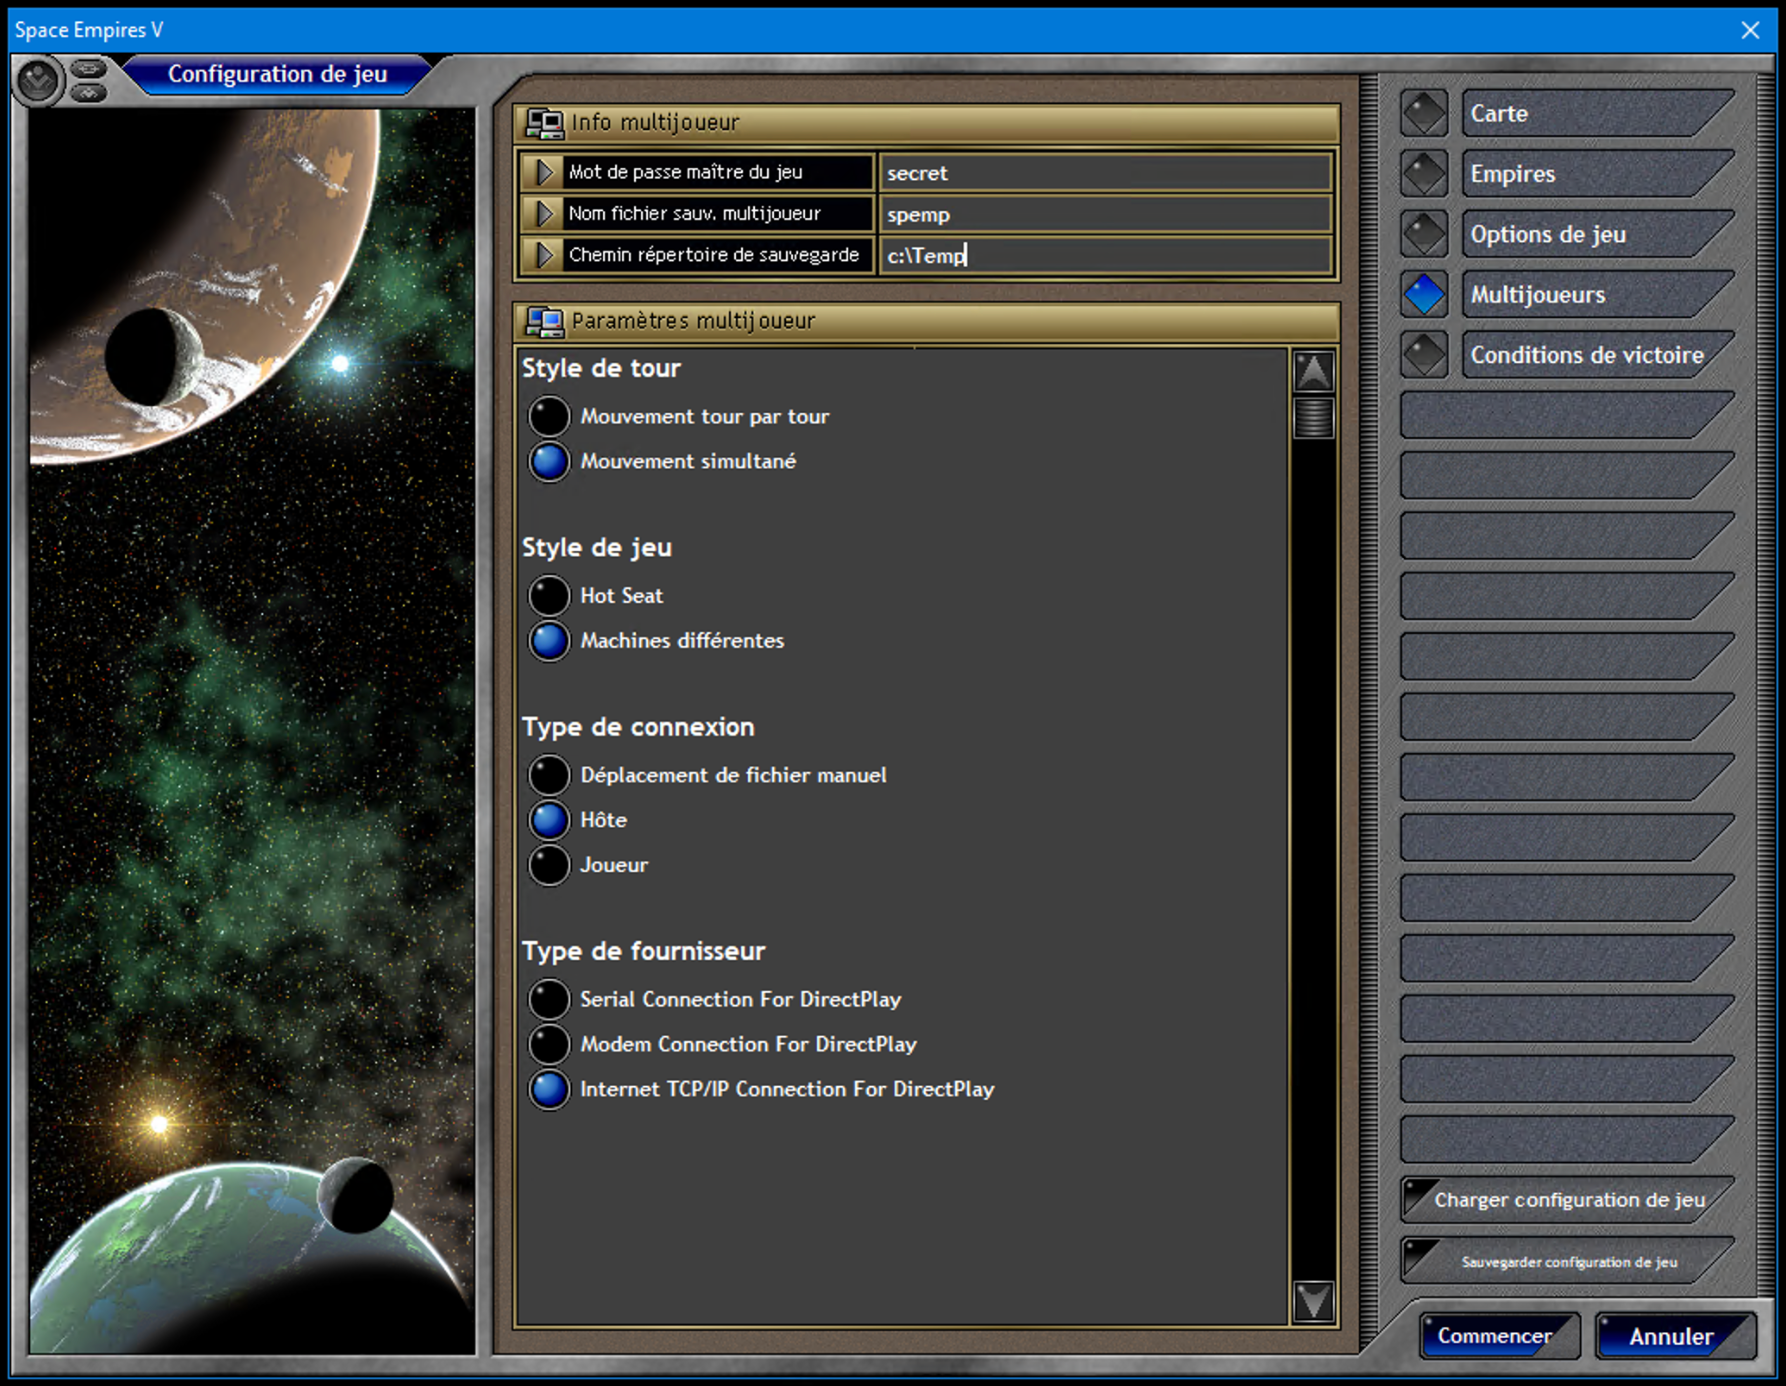 Space Empires V
Configuration de jeu
Info multijoueur
Mot de passe maître du jeu
secret
Nom fichier sauv. multijoueur
spemp
Chemin répertoire de sauvegarde
c:\Temp
Paramètres multijoueur
Style de tour
Mouvement tour par tour
Mouvement simultané
Style de jeu
Hot Seat
Machines différentes
Type de connexion
Déplacement de fichier manuel
Hôte
Joueur
Type de fournisseur
Serial Connection For DirectPlay
Modem Connection For DirectPlay
Internet TCP/IP Connection For DirectPlay
Carte
Empires
Options de jeu
Multijoueurs
Conditions de victoire
Charger configuration de jeu
Sauvegarder configuration de jeu
Commencer
Annuler